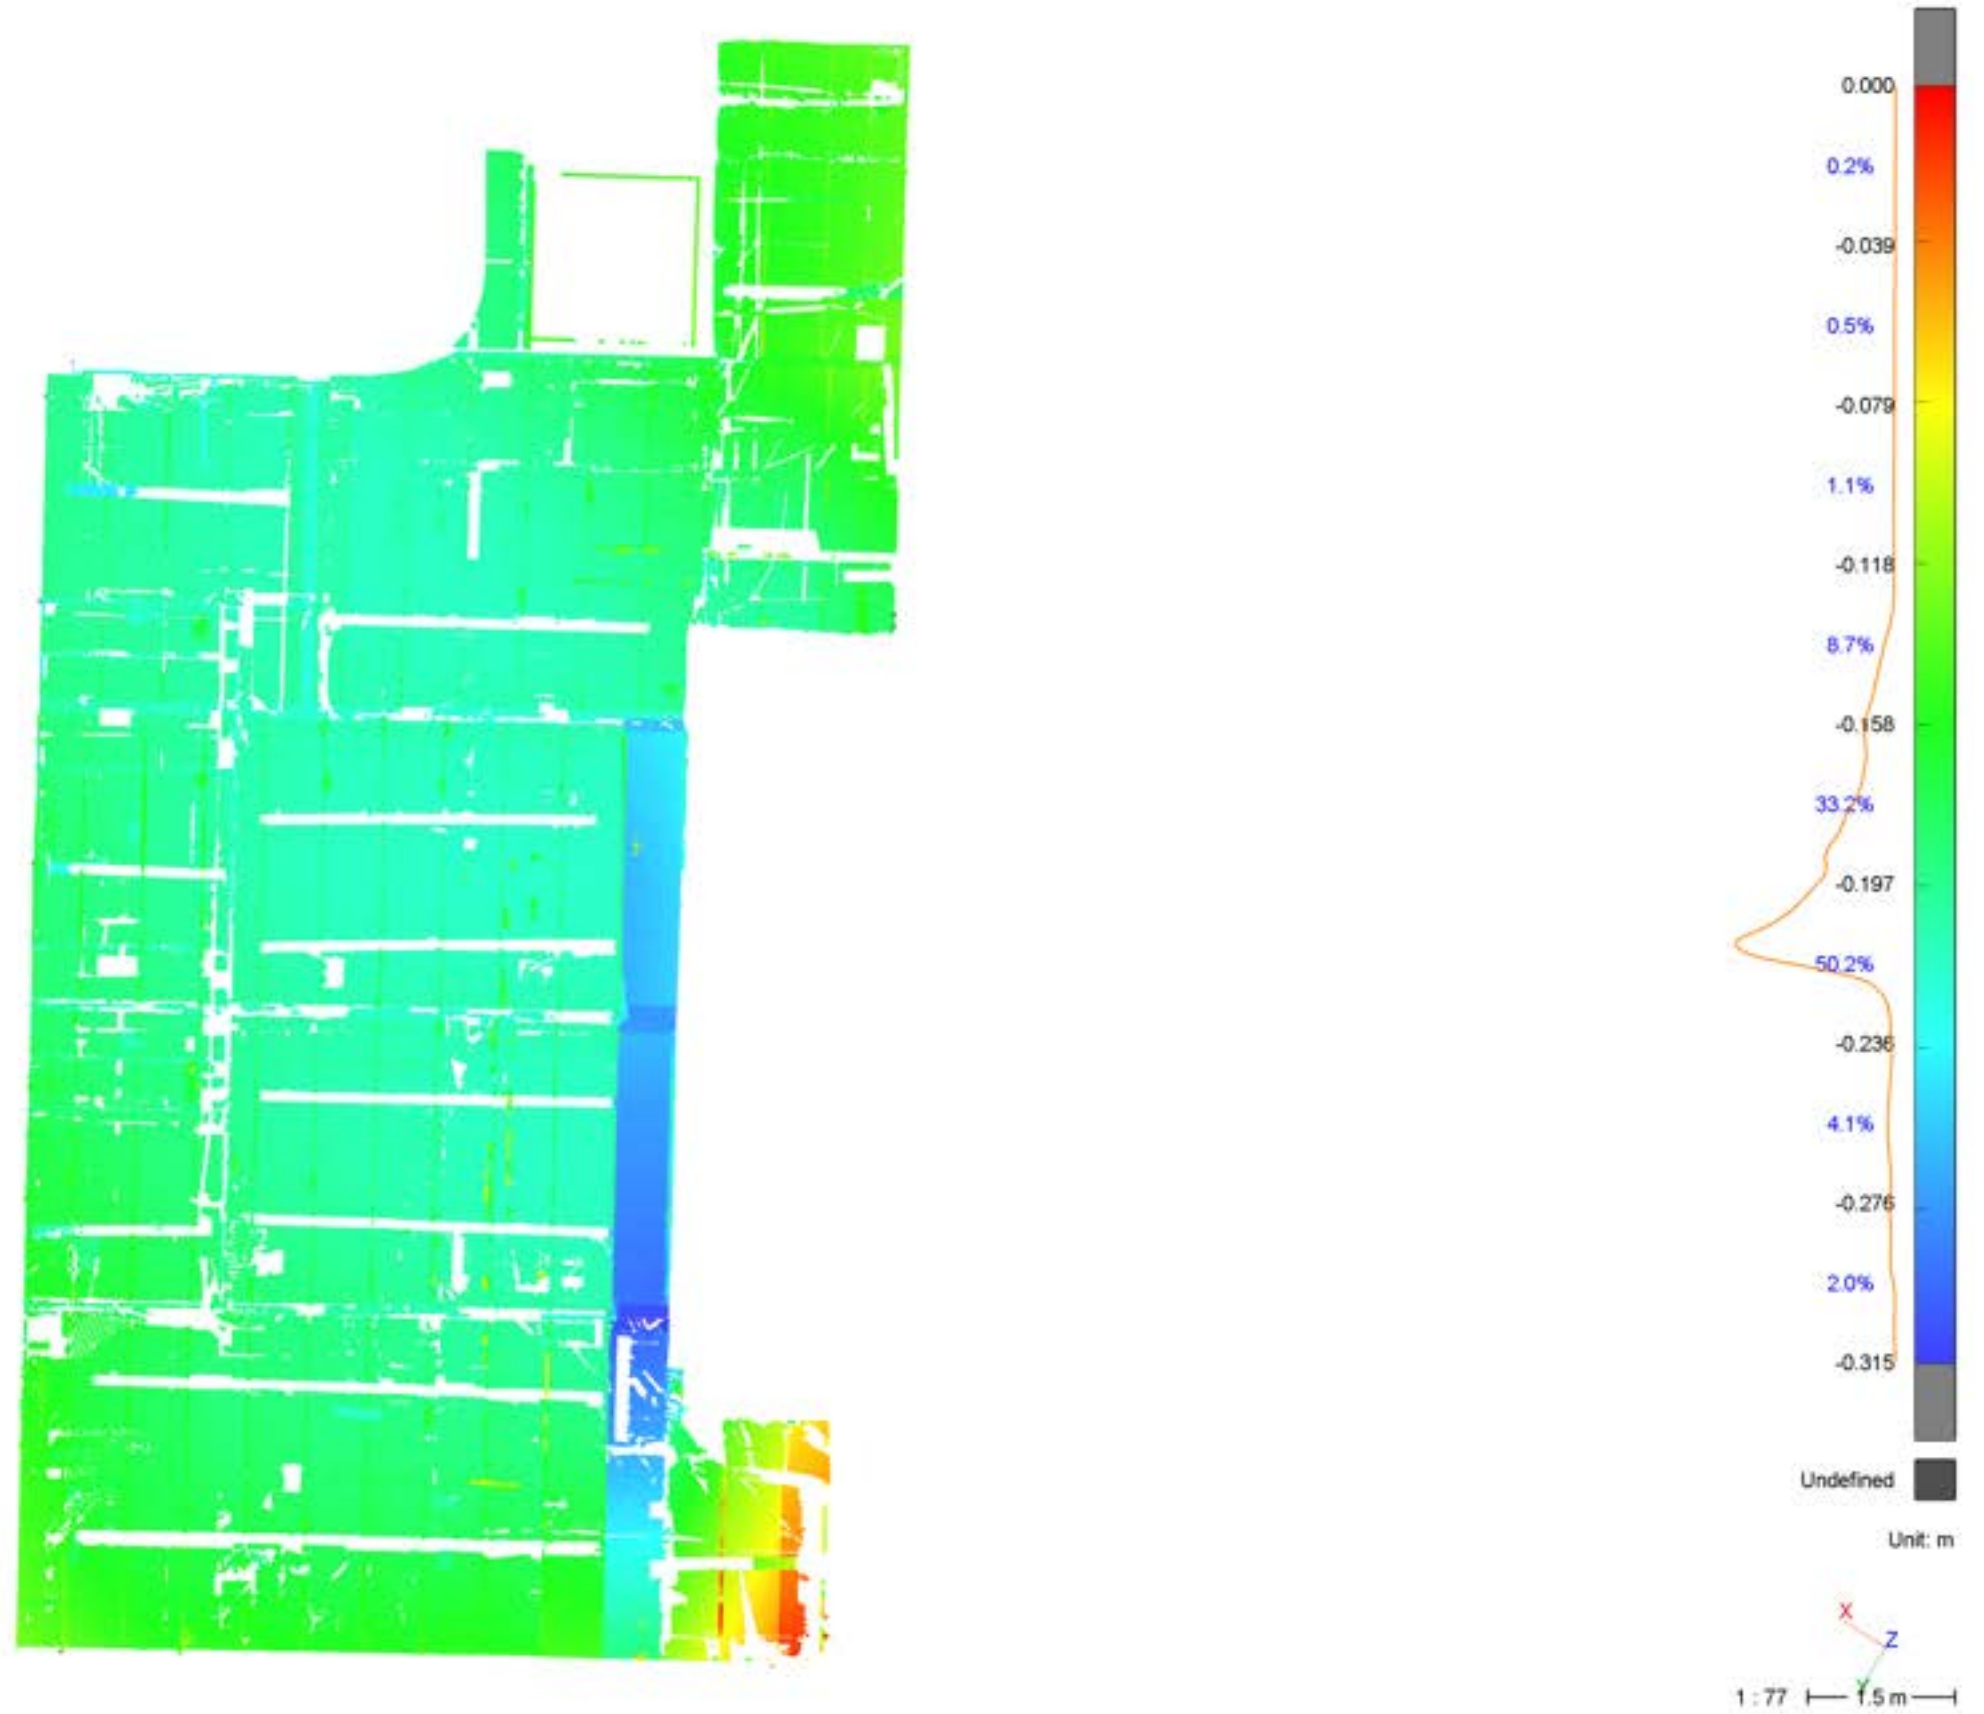 0.000
0.2%
-0.039
0.5%
-0.079
1.1%
-0.118
8.7%
-0.158
33.2%
-0.197
50.2%
-0.236
4.1%
-0.276
2.0%
-0.315
Undefined
Unit: m
X
Z
Y
1 : 77 1.5 m